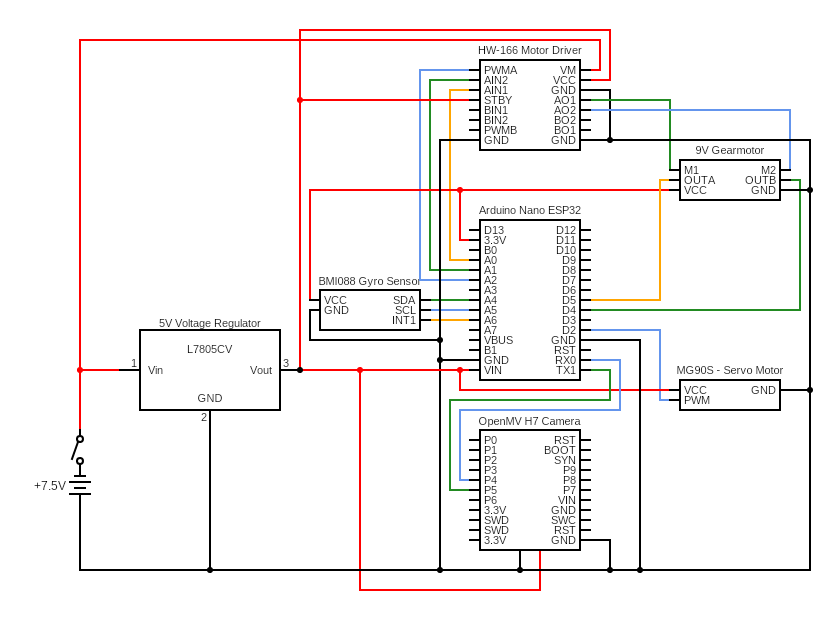 HW-166 Motor Driver
PWMA VM
AIN2 VCC
AIN1 GND
STBY AO1
BIN1 AO2
BIN2 BO2
PWMB BO1
GND GND
9V Gearmotor
M1 M2
OUTA OUTB
VCC GND
Arduino Nano ESP32
D13 D12
3.3V D11
B0 D10
A0 D9
A1 D8
A2 D7
A3 D6
A4 D5
A5 D4
A6 D3
A7 D2
VBUS GND
B1 RST
GND RX0
VIN TX1
BMI088 Gyro Sensor
VCC SDA
GND SCL
INT1
5V Voltage Regulator
L7805CV
1 Vin Vout 3
GND
2
MG90S - Servo Motor
VCC GND
PWM
OpenMV H7 Camera
P0 RST
P1 BOOT
P2 SYN
P3 P9
P4 P8
P5 P7
P6 VIN
3.3V GND
SWD SWC
SWD RST
3.3V GND
+7.5V